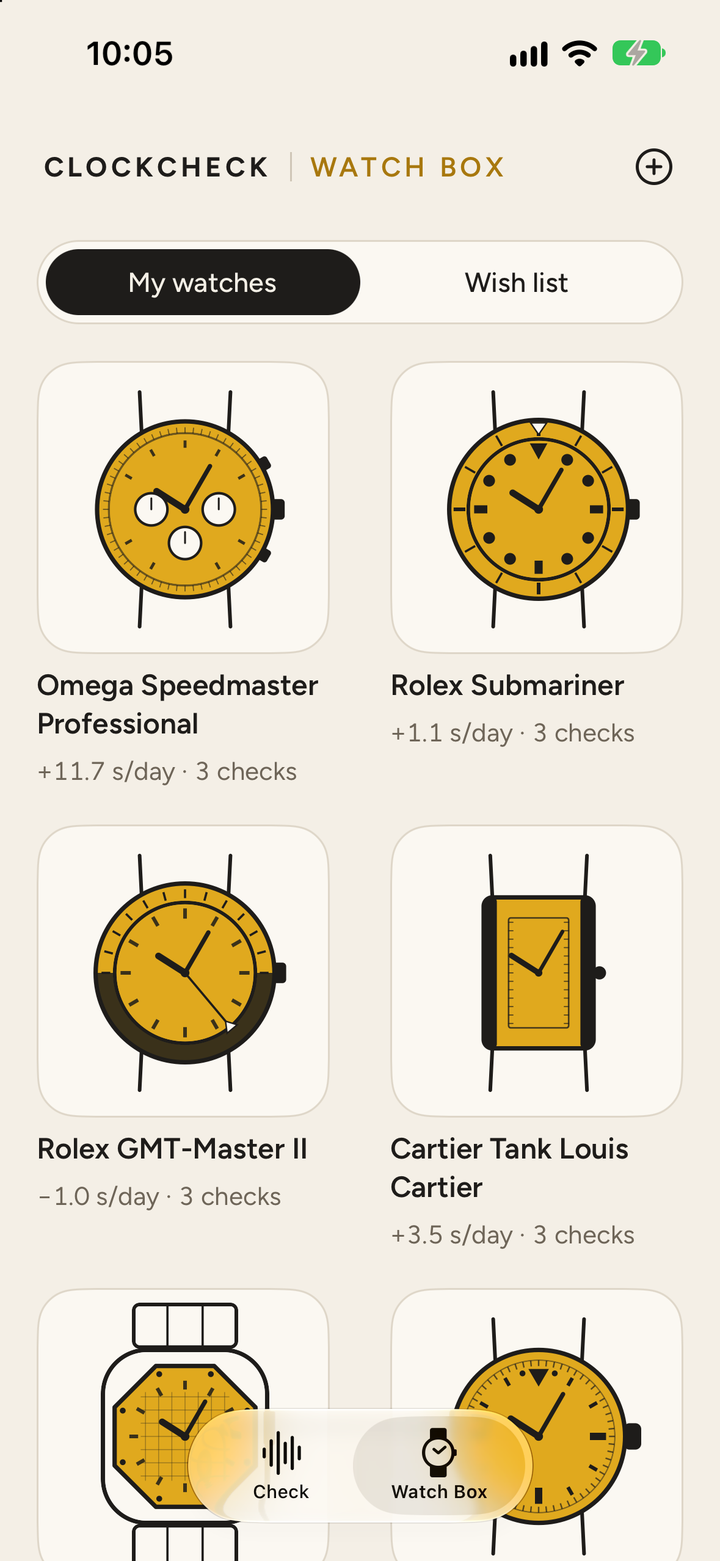 10:05
CLOCKCHECK | WATCH BOX
My watches
Wish list
Omega Speedmaster
Professional
+11.7 s/day · 3 checks
Rolex Submariner
+1.1 s/day · 3 checks
Rolex GMT-Master II
−1.0 s/day · 3 checks
Cartier Tank Louis
Cartier
+3.5 s/day · 3 checks
Check
Watch Box